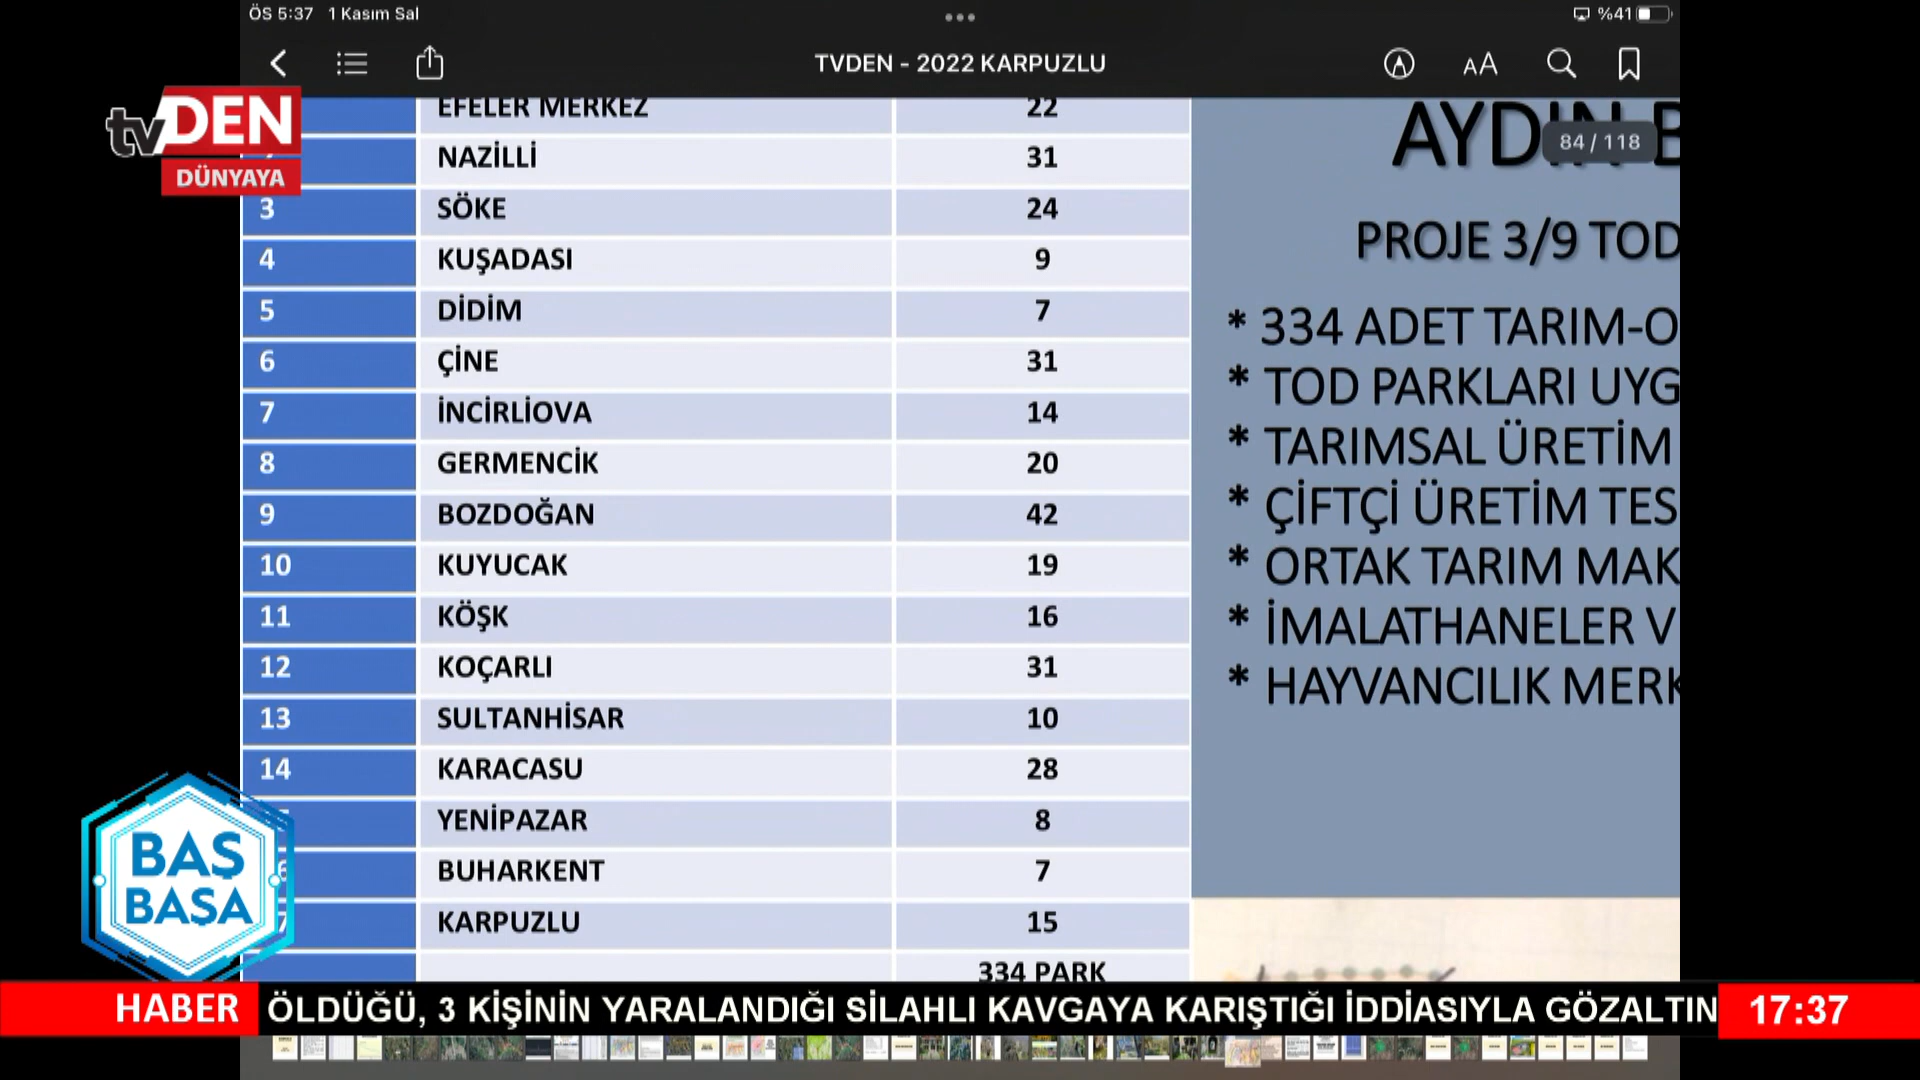 ÖS 5:37 1 Kasım Sal
%41
TVDEN - 2022 KARPUZLU
AA
tvDEN
DÜNYAYA
84 / 118
EFELER MERKEZ 22
NAZİLLİ 31
3 SÖKE 24
4 KUŞADASI 9
5 DİDİM 7
6 ÇİNE 31
7 İNCİRLİOVA 14
8 GERMENCİK 20
9 BOZDOĞAN 42
10 KUYUCAK 19
11 KÖŞK 16
12 KOÇARLI 31
13 SULTANHİSAR 10
14 KARACASU 28
YENİPAZAR 8
BUHARKENT 7
KARPUZLU 15
334 PARK
AYDIN B
PROJE 3/9 TOD
* 334 ADET TARIM-O
* TOD PARKLARI UYG
* TARIMSAL ÜRETİM
* ÇİFTÇİ ÜRETİM TES
* ORTAK TARIM MAK
* İMALATHANELER V
* HAYVANCILIK MERK
BAŞ
BAŞA
HABER ÖLDÜĞÜ, 3 KİŞİNİN YARALANDIĞI SİLAHLI KAVGAYA KARIŞTIĞI İDDİASIYLA GÖZALTIN 17:37